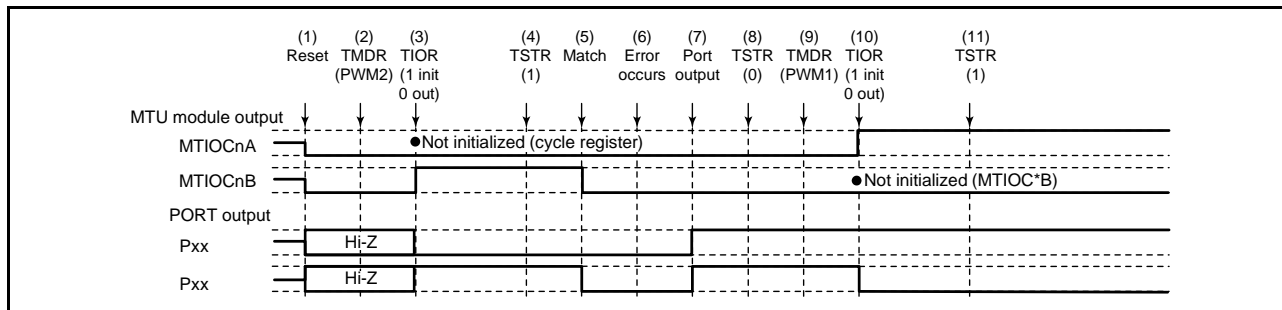 (1) (2) (3) (4) (5) (6) (7) (8) (9) (10) (11)
Reset TMDR TIOR TSTR Match Error Port TSTR TMDR TIOR TSTR
(PWM2) (1 init (1) occurs output (0) (PWM1) (1 init (1)
0 out) 0 out)
MTU module output
MTIOCnA ●Not initialized (cycle register)
MTIOCnB ●Not initialized (MTIOC*B)
PORT output
Pxx Hi-Z
Pxx Hi-Z